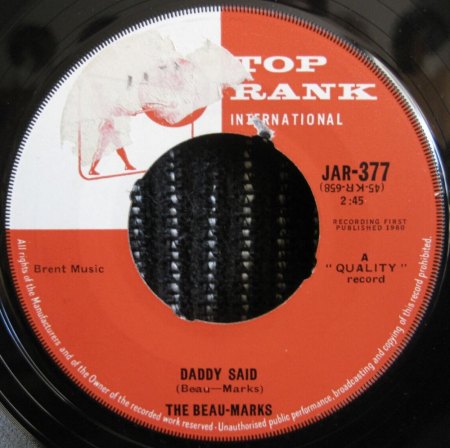 TOP
RANK
INTERNATIONAL
JAR-377
(45-K-R-658)
2:45
RECORDING FIRST
PUBLISHED 1960
Brent Music
A
"QUALITY"
record
DADDY SAID
(Beau—Marks)
THE BEAU-MARKS
All rights of the Manufacturers and of the Owner of the recorded work reserved - Unauthorised public performance, broadcasting and copying of this record prohibited.